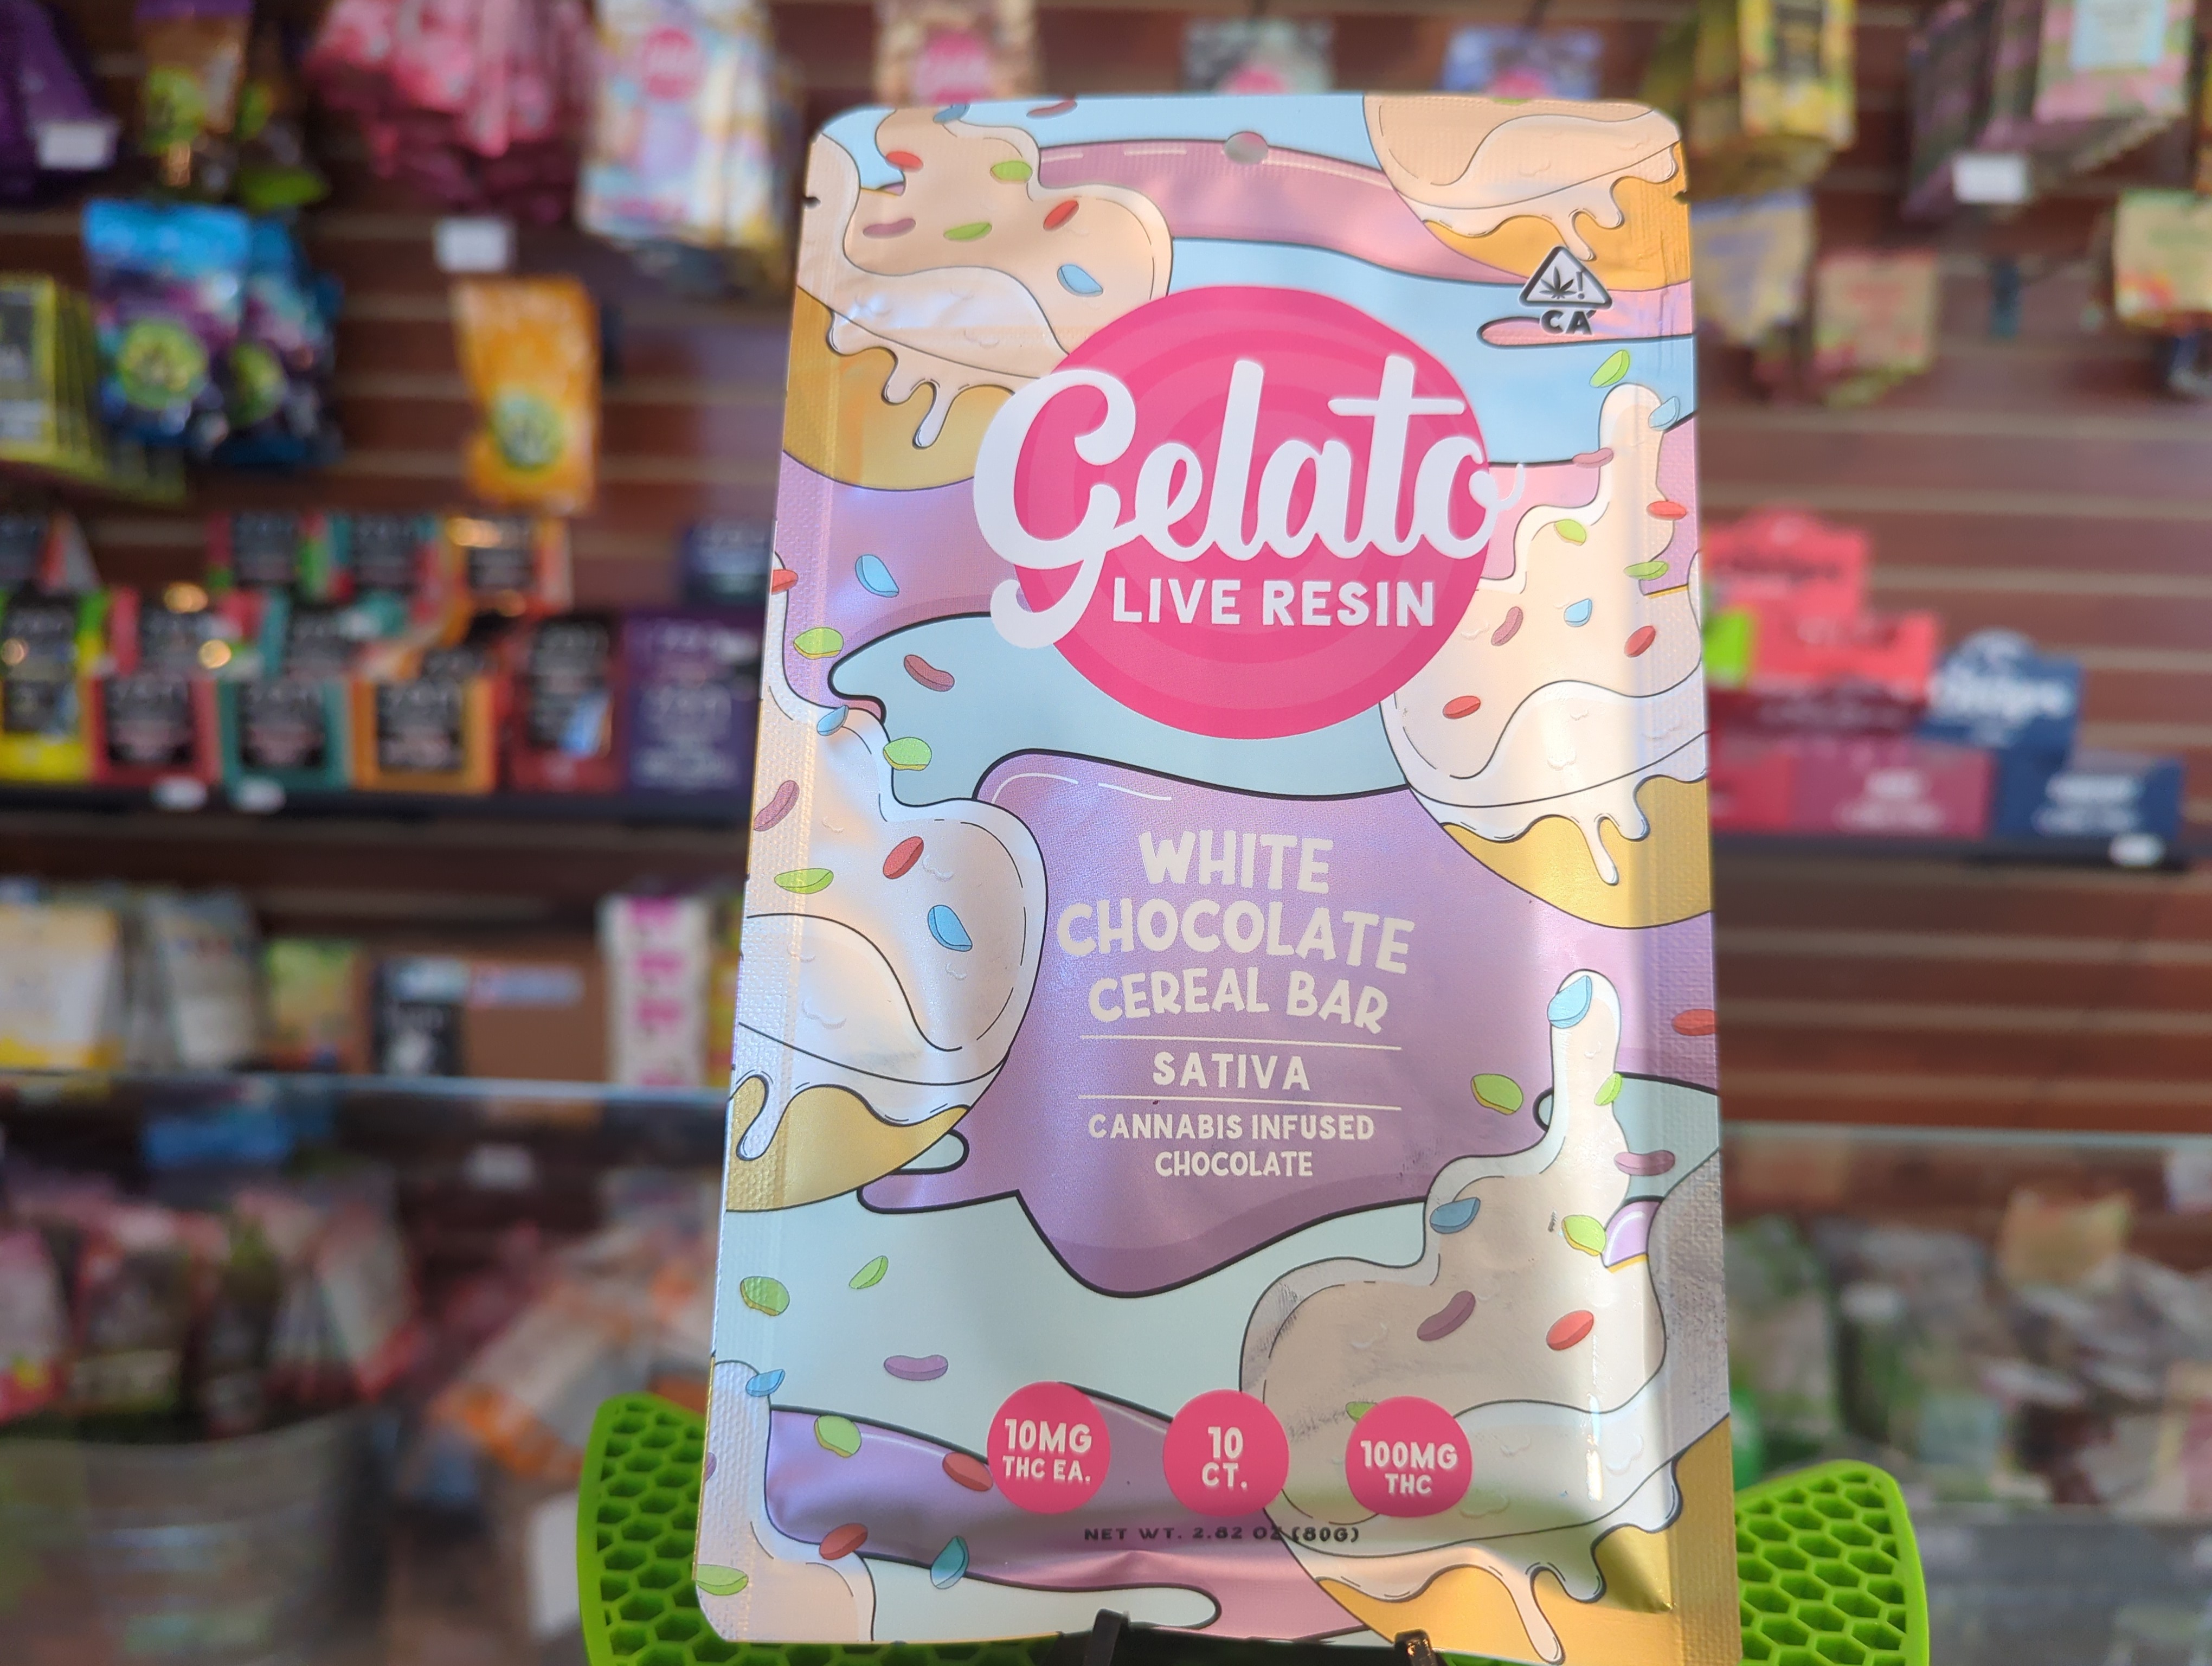 CA
Gelato
LIVE RESIN
WHITE
CHOCOLATE
CEREAL BAR
SATIVA
CANNABIS INFUSED
CHOCOLATE
10MG
THC EA.
10
CT.
100MG
THC
NET WT. 2.82 OZ (80G)